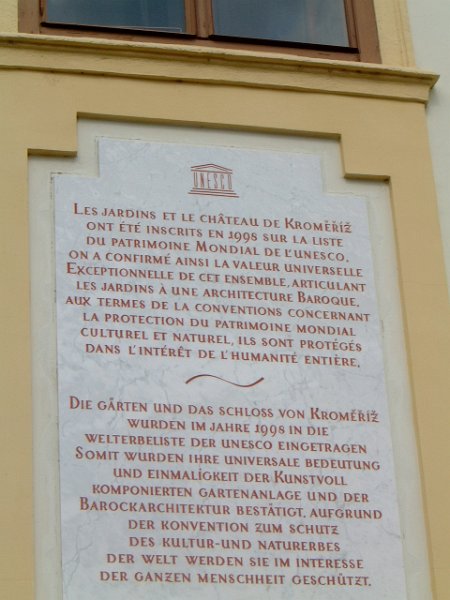 UNESCO
LES JARDINS ET LE CHÂTEAU DE KROMĚŘÍŽ
ONT ÉTÉ INSCRITS EN 1998 SUR LA LISTE
DU PATRIMOINE MONDIAL DE L'UNESCO.
ON A CONFIRMÉ AINSI LA VALEUR UNIVERSELLE
EXCEPTIONNELLE DE CET ENSEMBLE, ARTICULANT
LES JARDINS À UNE ARCHITECTURE BAROQUE.
AUX TERMES DE LA CONVENTIONS CONCERNANT
LA PROTECTION DU PATRIMOINE MONDIAL
CULTUREL ET NATUREL, ILS SONT PROTÉGÉS
DANS L'INTÉRÊT DE L'HUMANITÉ ENTIÈRE.
DIE GÄRTEN UND DAS SCHLOSS VON KROMĚŘÍŽ
WURDEN IM JAHRE 1998 IN DIE
WELTERBELISTE DER UNESCO EINGETRAGEN
SOMIT WURDEN IHRE UNIVERSALE BEDEUTUNG
UND EINMALIGKEIT DER KUNSTVOLL
KOMPONIERTEN GARTENANLAGE UND DER
BAROCKARCHITEKTUR BESTÄTIGT. AUFGRUND
DER KONVENTION ZUM SCHUTZ
DES KULTUR-UND NATURERBES
DER WELT WERDEN SIE IM INTERESSE
DER GANZEN MENSCHHEIT GESCHÜTZT.